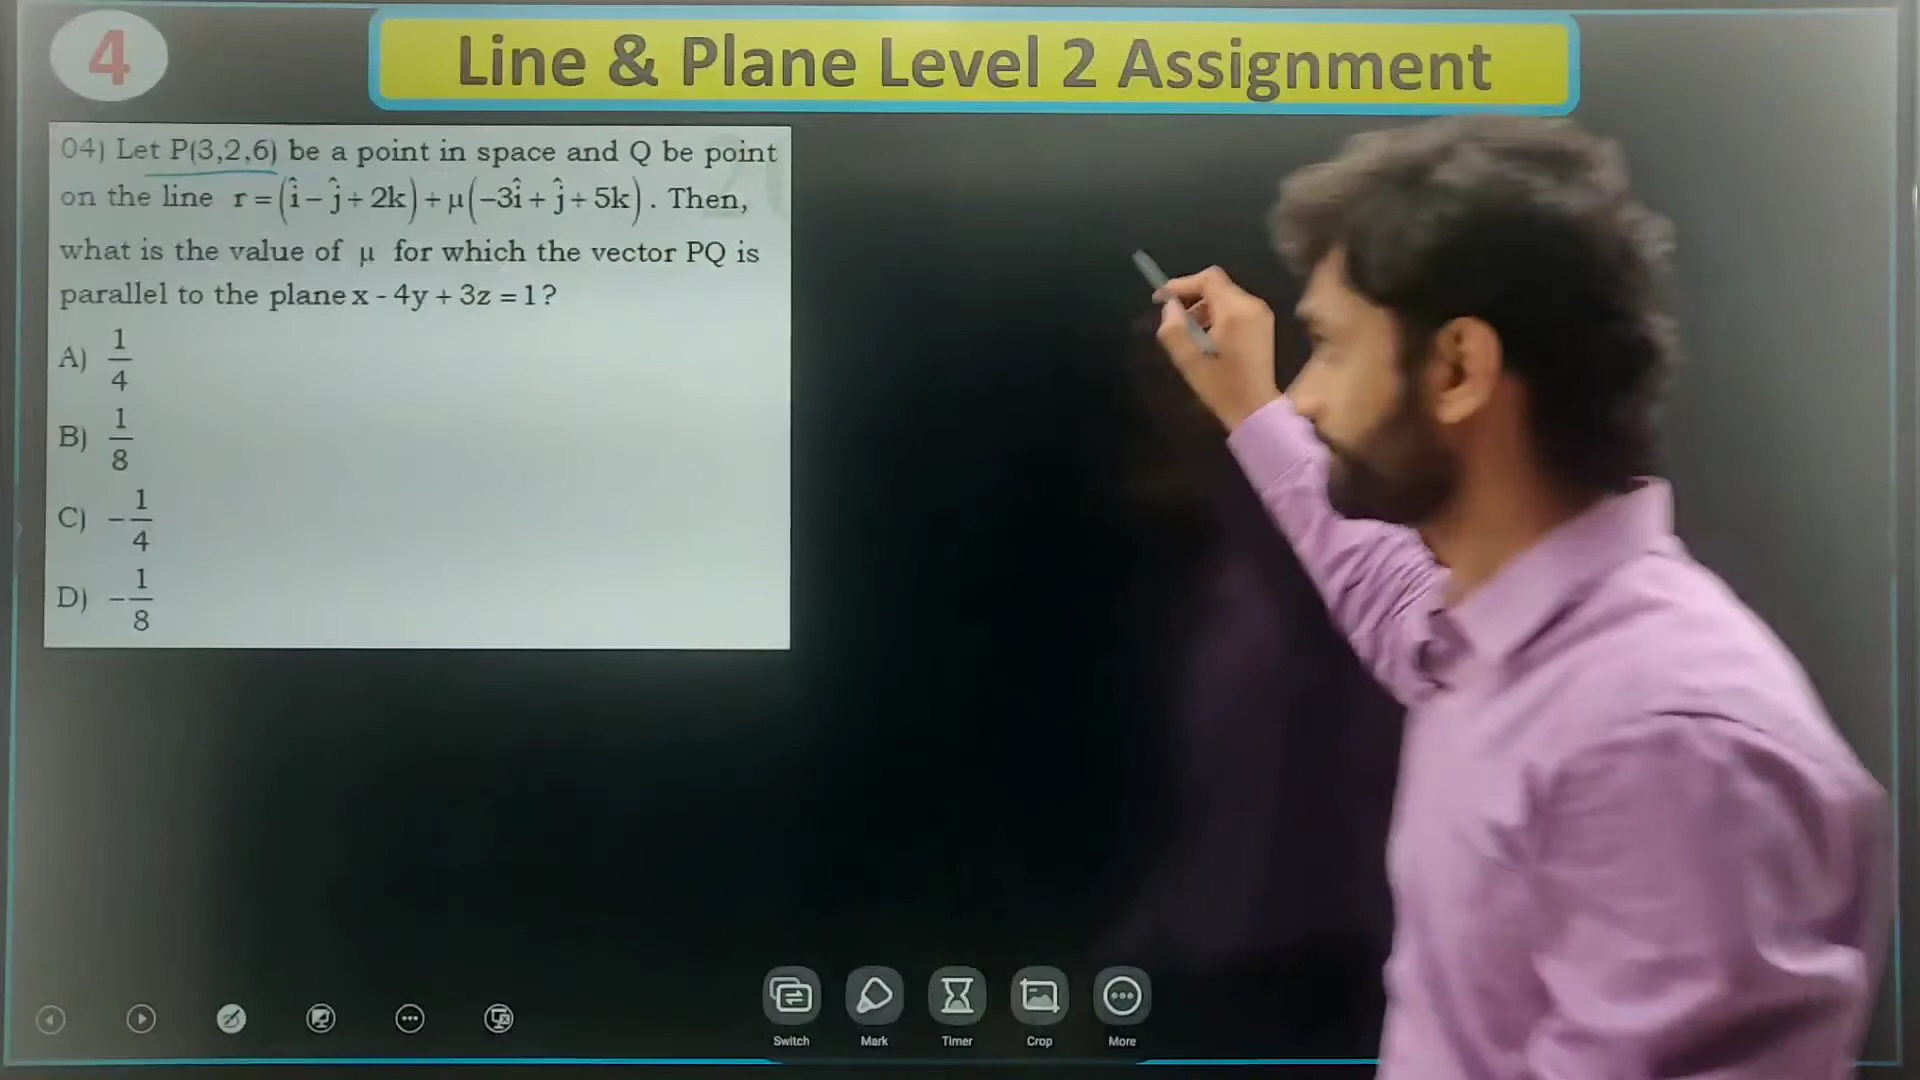 4
Line & Plane Level 2 Assignment
04) Let P(3,2,6) be a point in space and Q be point
on the line r = (î − ĵ + 2k) + μ(−3î + ĵ + 5k). Then,
what is the value of μ for which the vector PQ is
parallel to the plane x - 4y + 3z = 1?
A) 1/4
B) 1/8
C) −1/4
D) −1/8
Switch Mark Timer Crop More